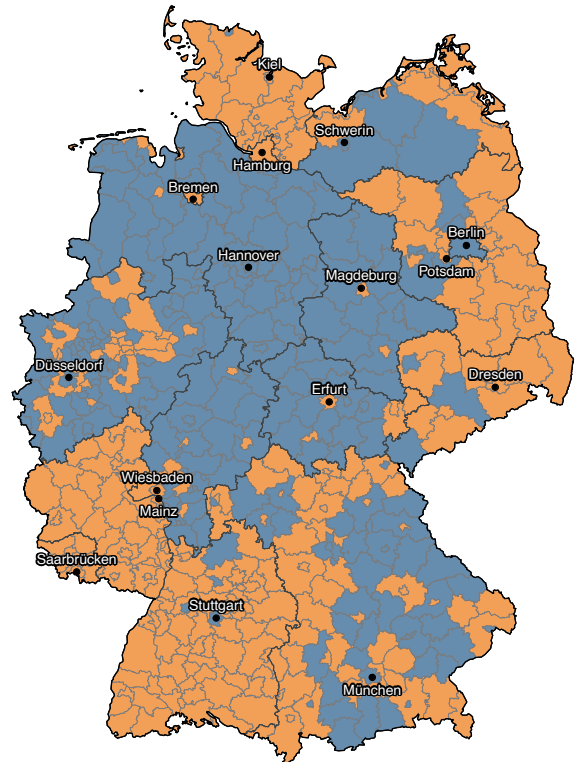 Kiel
Schwerin
Hamburg
Bremen
Berlin
Hannover
Magdeburg
Potsdam
Düsseldorf
Dresden
Erfurt
Wiesbaden
Mainz
Saarbrücken
Stuttgart
München